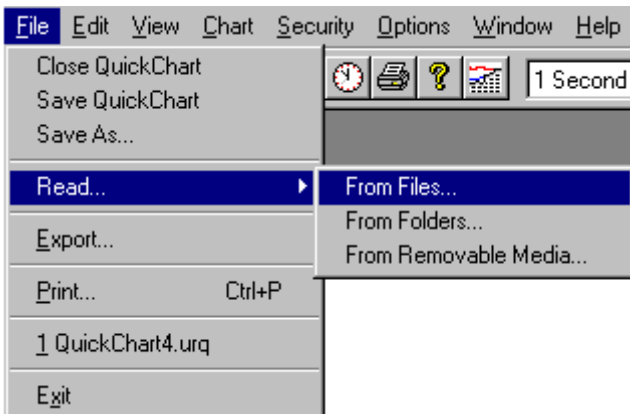 File Edit View Chart Security Options Window Help
Close QuickChart
Save QuickChart
Save As...
1 Second
Read...
From Files...
From Folders...
From Removable Media...
Export...
Print... Ctrl+P
1 QuickChart4.urq
Exit